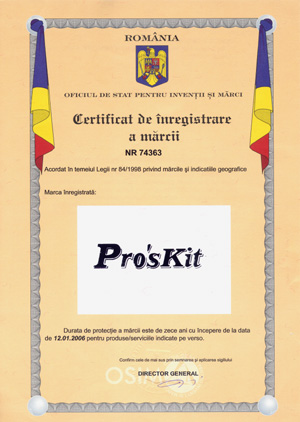 ROMÂNIA
OFICIUL DE STAT PENTRU INVENŢII ŞI MĂRCI
Certificat de înregistrare
a mărcii
NR 74363
Acordat în temeiul Legii nr 84/1998 privind mărcile şi indicatiile geografice
Marca înregistrată:
Pro'sKit
Durata de protecţie a mărcii este de zece ani cu începere de la data
de 12.01.2006 pentru produse/serviciile indicate pe verso.
Confirm cele de mai sus prin semnarea şi aplicarea sigiliului
DIRECTOR GENERAL